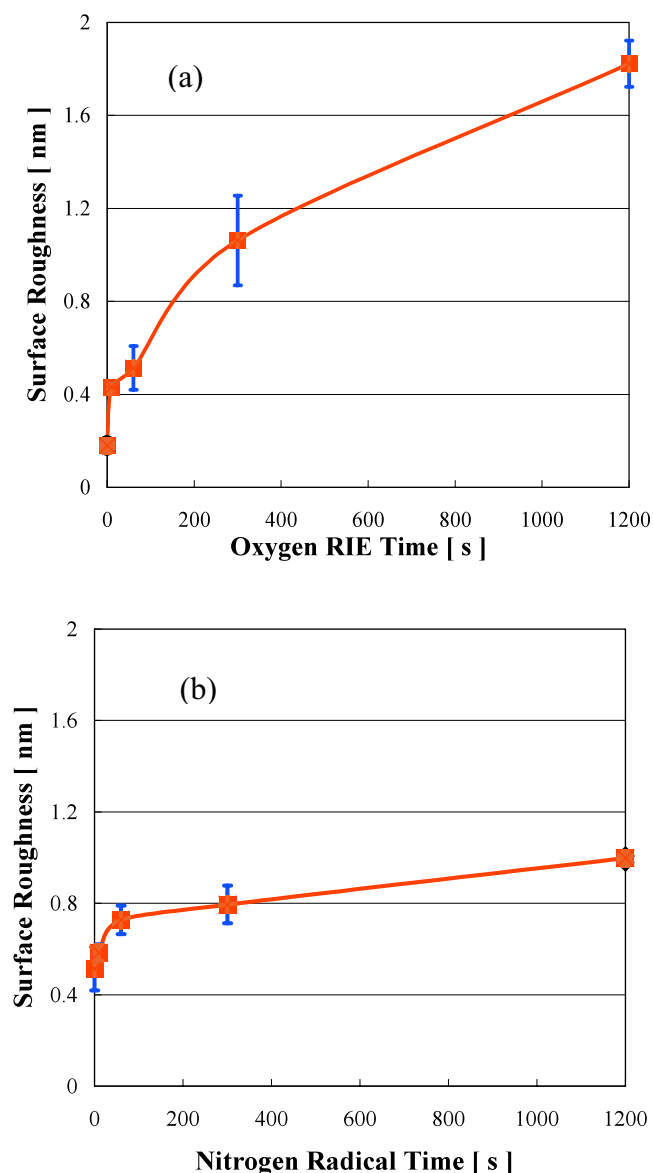 (a)
Surface Roughness [ nm ]
2
1.6
1.2
0.8
0.4
0
0 200 400 600 800 1000 1200
Oxygen RIE Time [ s ]
(b)
Surface Roughness [ nm ]
2
1.6
1.2
0.8
0.4
0
0 200 400 600 800 1000 1200
Nitrogen Radical Time [ s ]